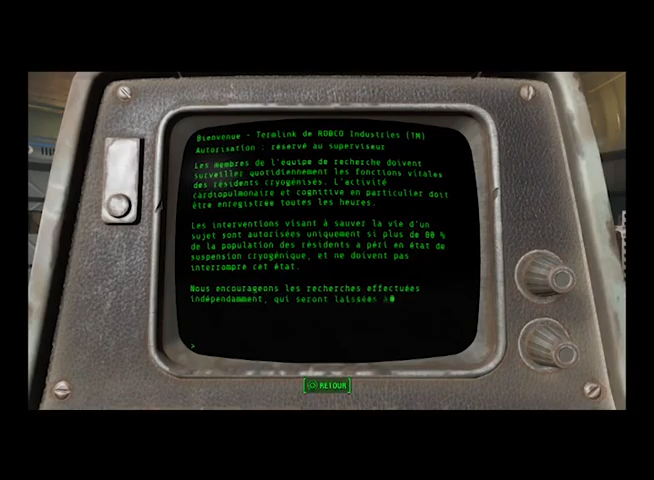 Bienvenue - Termlink de ROBCO Industries (TM)
Autorisation : réservé au superviseur
Les membres de l'équipe de recherche doivent
surveiller quotidiennement les fonctions vitales
des résidents cryogénisés. L'activité
cardiopulmonaire et cognitive en particulier doit
être enregistrée toutes les heures.
Les interventions visant à sauver la vie d'un
sujet sont autorisées uniquement si plus de 80 %
de la population des résidents a péri en état de
suspension cryogénique, et ne doivent pas
interrompre cet état.
Nous encourageons les recherches effectuées
indépendamment, qui seront laissées à
>
RETOUR